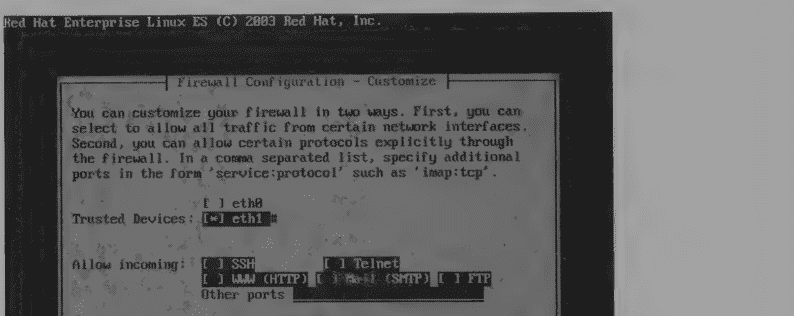 Red Hat Enterprise Linux ES (C) 2003 Red Hat, Inc.
Firewall Configuration - Customize
You can customize your firewall in two ways. First, you can
select to allow all traffic from certain network interfaces.
Second, you can allow certain protocols explicitly through
the firewall. In a comma separated list, specify additional
ports in the form 'service:protocol' such as 'imap:tcp'.
[ ] eth0
Trusted Devices: [*] eth1 #
Allow incoming: [ ] SSH [ ] Telnet
[ ] WWW (HTTP) [ ] Mail (SMTP) [ ] FTP
Other ports